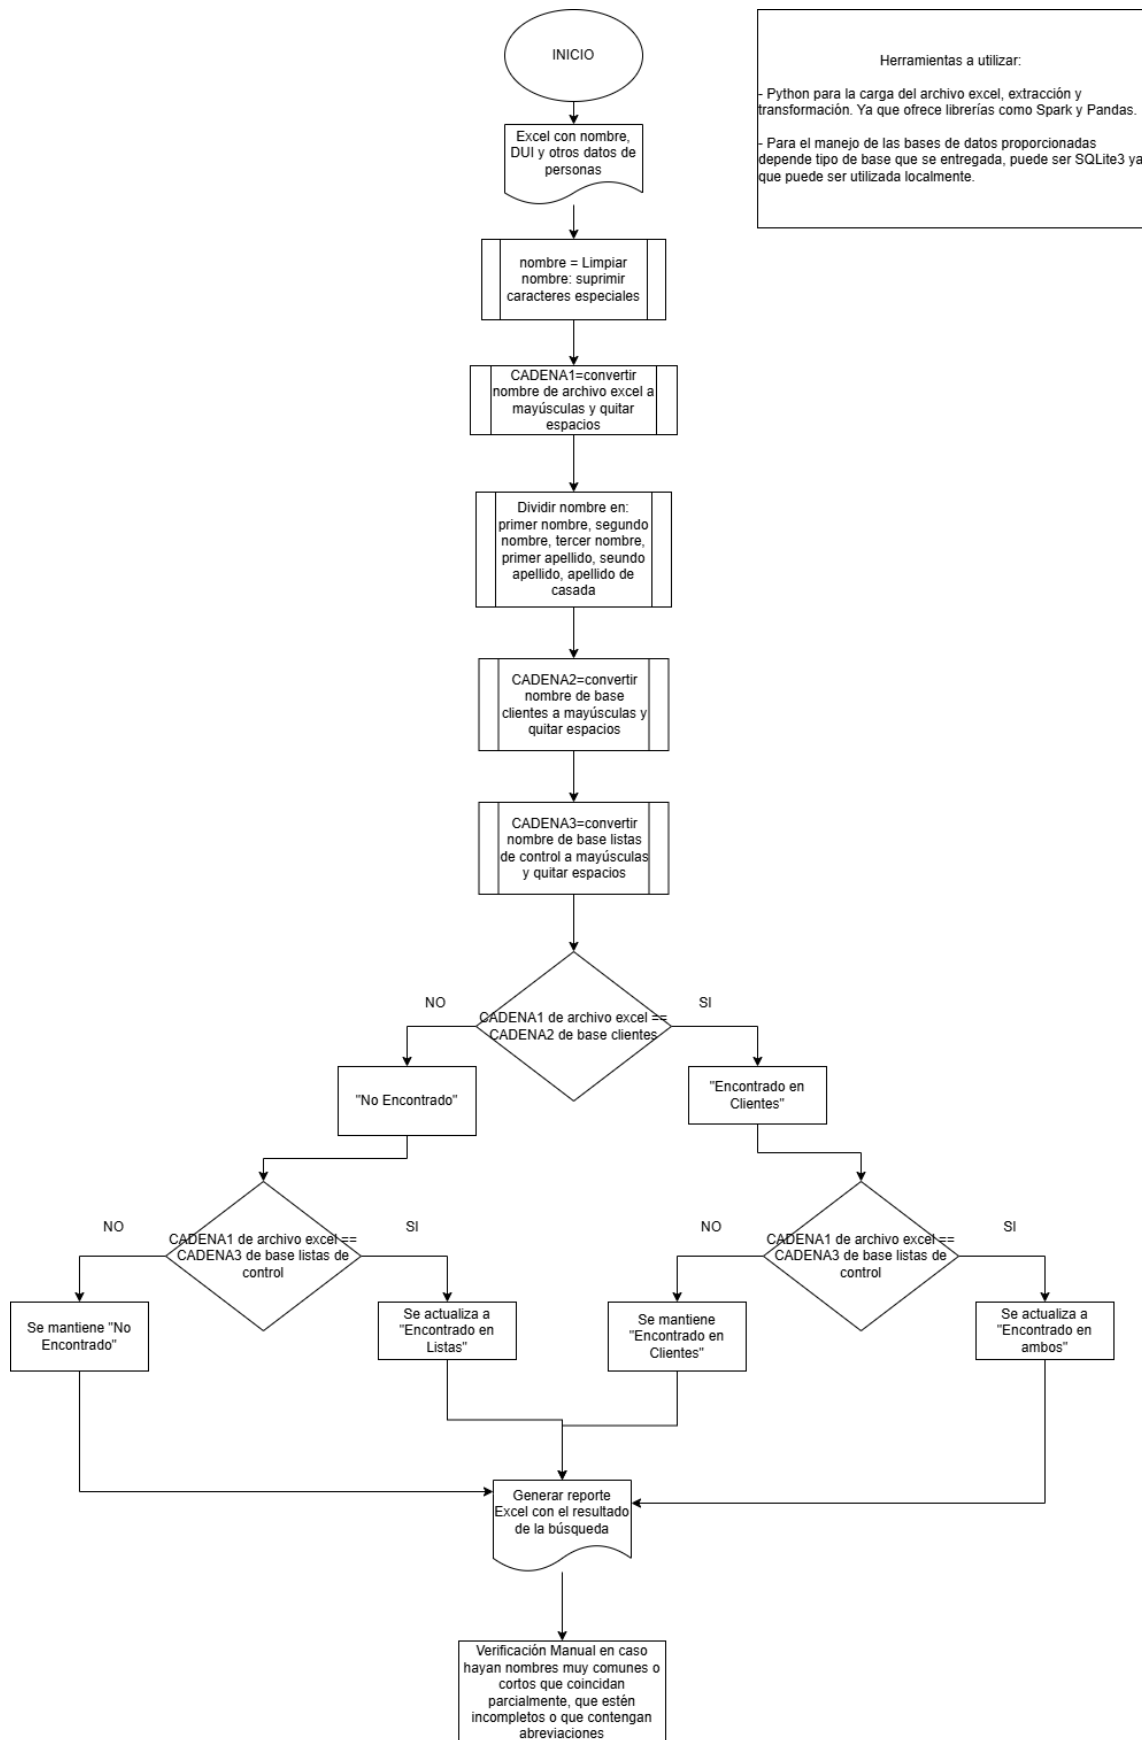 INICIO
Herramientas a utilizar:
- Python para la carga del archivo excel, extracción y
transformación. Ya que ofrece librerías como Spark y Pandas.
- Para el manejo de las bases de datos proporcionadas
depende tipo de base que se entregada, puede ser SQLite3 ya
que puede ser utilizada localmente.
Excel con nombre,
DUI y otros datos de
personas
nombre = Limpiar
nombre: suprimir
caracteres especiales
CADENA1=convertir
nombre de archivo excel a
mayúsculas y quitar
espacios
Dividir nombre en:
primer nombre, segundo
nombre, tercer nombre,
primer apellido, seundo
apellido, apellido de
casada
CADENA2=convertir
nombre de base
clientes a mayúsculas y
quitar espacios
CADENA3=convertir
nombre de base listas
de control a mayúsculas
y quitar espacios
NO
SI
CADENA1 de archivo excel ==
CADENA2 de base clientes
"No Encontrado"
"Encontrado en
Clientes"
NO
SI
CADENA1 de archivo excel ==
CADENA3 de base listas de
control
NO
SI
CADENA1 de archivo excel ==
CADENA3 de base listas de
control
Se mantiene "No
Encontrado"
Se actualiza a
"Encontrado en
Listas"
Se mantiene
"Encontrado en
Clientes"
Se actualiza a
"Encontrado en
ambos"
Generar reporte
Excel con el resultado
de la búsqueda
Verificación Manual en caso
hayan nombres muy comunes o
cortos que coincidan
parcialmente, que estén
incompletos o que contengan
abreviaciones